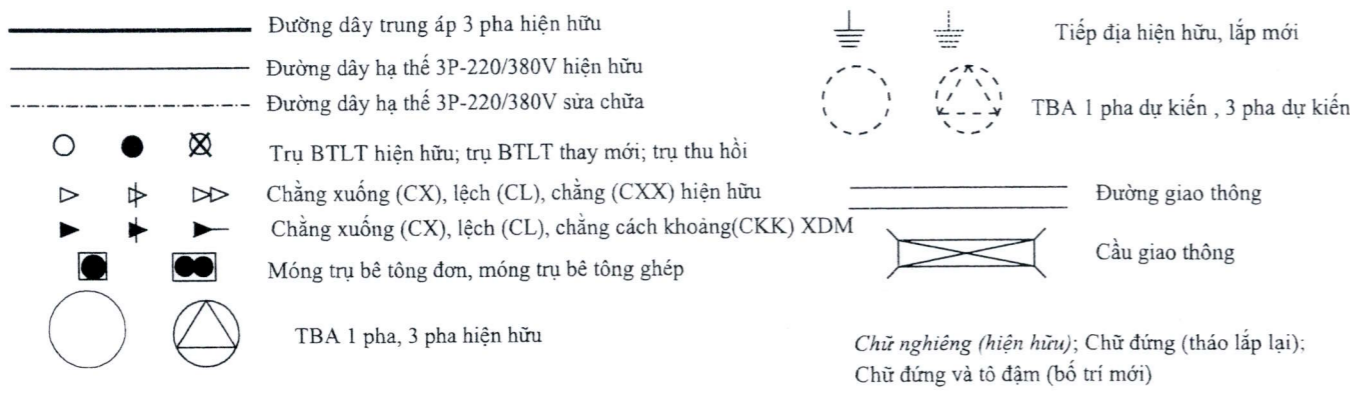 Đường dây trung áp 3 pha hiện hữu
Đường dây hạ thế 3P-220/380V hiện hữu
Đường dây hạ thế 3P-220/380V sửa chữa
Trụ BTLT hiện hữu; trụ BTLT thay mới; trụ thu hồi
Chằng xuống (CX), lệch (CL), chằng (CXX) hiện hữu
Chằng xuống (CX), lệch (CL), chằng cách khoảng(CKK) XDM
Móng trụ bê tông đơn, móng trụ bê tông ghép
TBA 1 pha, 3 pha hiện hữu
Tiếp địa hiện hữu, lắp mới
TBA 1 pha dự kiến , 3 pha dự kiến
Đường giao thông
Cầu giao thông
Chữ nghiêng (hiện hữu); Chữ đứng (tháo lắp lại);
Chữ đứng và tô đậm (bố trí mới)